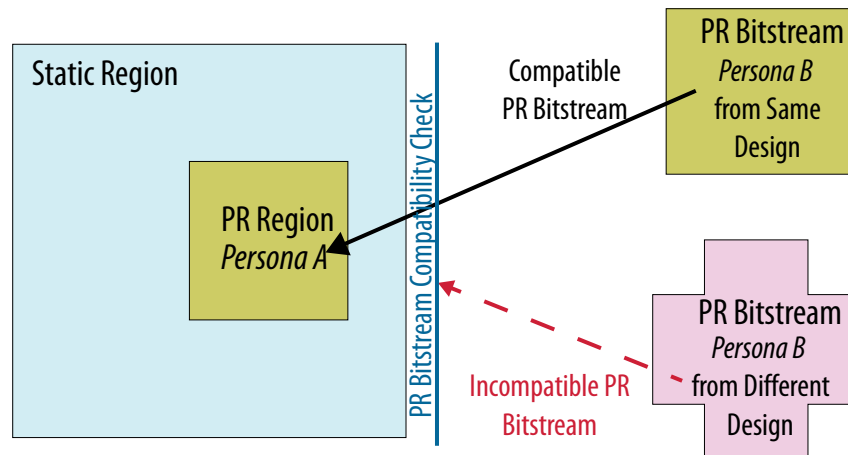 Static Region
PR Region
Persona A
PR Bitstream Compatibility Check
Compatible
PR Bitstream
PR Bitstream
Persona B
from Same
Design
Incompatible PR
Bitstream
PR Bitstream
Persona B
from Different
Design